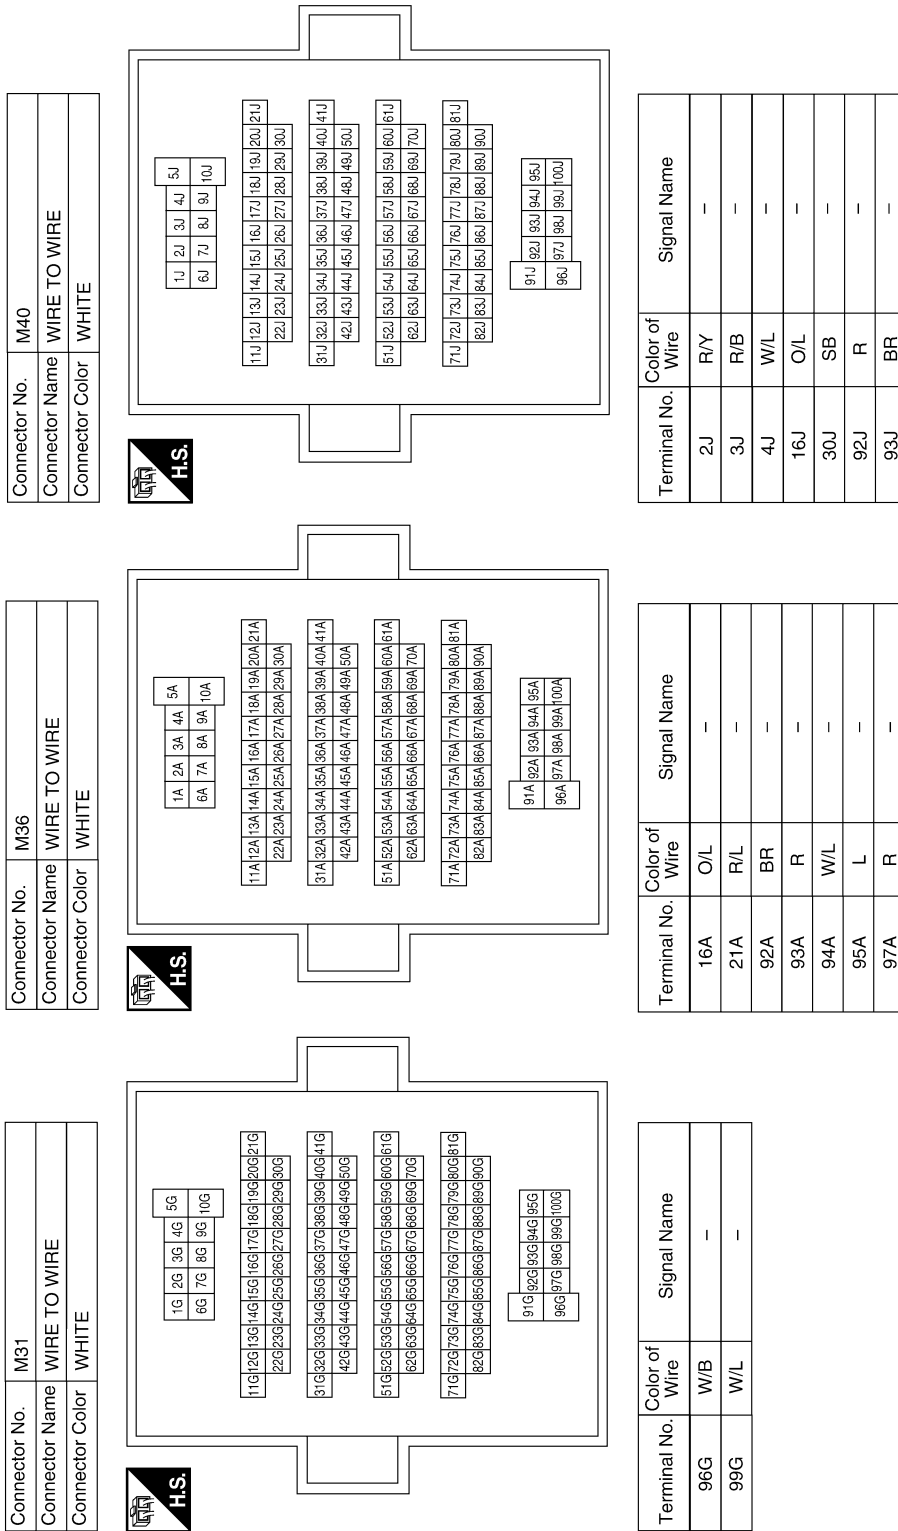 Connector No. M31
Connector Name WIRE TO WIRE
Connector Color WHITE
H.S.
1G 2G 3G 4G 5G
6G 7G 8G 9G 10G
11G 12G 13G 14G 15G 16G 17G 18G 19G 20G 21G
22G 23G 24G 25G 26G 27G 28G 29G 30G
31G 32G 33G 34G 35G 36G 37G 38G 39G 40G 41G
42G 43G 44G 45G 46G 47G 48G 49G 50G
51G 52G 53G 54G 55G 56G 57G 58G 59G 60G 61G
62G 63G 64G 65G 66G 67G 68G 69G 70G
71G 72G 73G 74G 75G 76G 77G 78G 79G 80G 81G
82G 83G 84G 85G 86G 87G 88G 89G 90G
91G 92G 93G 94G 95G
96G 97G 98G 99G 100G
Terminal No. Color of Wire Signal Name
96G W/B –
99G W/L –
Connector No. M36
Connector Name WIRE TO WIRE
Connector Color WHITE
H.S.
1A 2A 3A 4A 5A
6A 7A 8A 9A 10A
11A 12A 13A 14A 15A 16A 17A 18A 19A 20A 21A
22A 23A 24A 25A 26A 27A 28A 29A 30A
31A 32A 33A 34A 35A 36A 37A 38A 39A 40A 41A
42A 43A 44A 45A 46A 47A 48A 49A 50A
51A 52A 53A 54A 55A 56A 57A 58A 59A 60A 61A
62A 63A 64A 65A 66A 67A 68A 69A 70A
71A 72A 73A 74A 75A 76A 77A 78A 79A 80A 81A
82A 83A 84A 85A 86A 87A 88A 89A 90A
91A 92A 93A 94A 95A
96A 97A 98A 99A 100A
Terminal No. Color of Wire Signal Name
16A O/L –
21A R/L –
92A BR –
93A R –
94A W/L –
95A L –
97A R –
Connector No. M40
Connector Name WIRE TO WIRE
Connector Color WHITE
H.S.
1J 2J 3J 4J 5J
6J 7J 8J 9J 10J
11J 12J 13J 14J 15J 16J 17J 18J 19J 20J 21J
22J 23J 24J 25J 26J 27J 28J 29J 30J
31J 32J 33J 34J 35J 36J 37J 38J 39J 40J 41J
42J 43J 44J 45J 46J 47J 48J 49J 50J
51J 52J 53J 54J 55J 56J 57J 58J 59J 60J 61J
62J 63J 64J 65J 66J 67J 68J 69J 70J
71J 72J 73J 74J 75J 76J 77J 78J 79J 80J 81J
82J 83J 84J 85J 86J 87J 88J 89J 90J
91J 92J 93J 94J 95J
96J 97J 98J 99J 100J
Terminal No. Color of Wire Signal Name
2J R/Y –
3J R/B –
4J W/L –
16J O/L –
30J SB –
92J R –
93J BR –